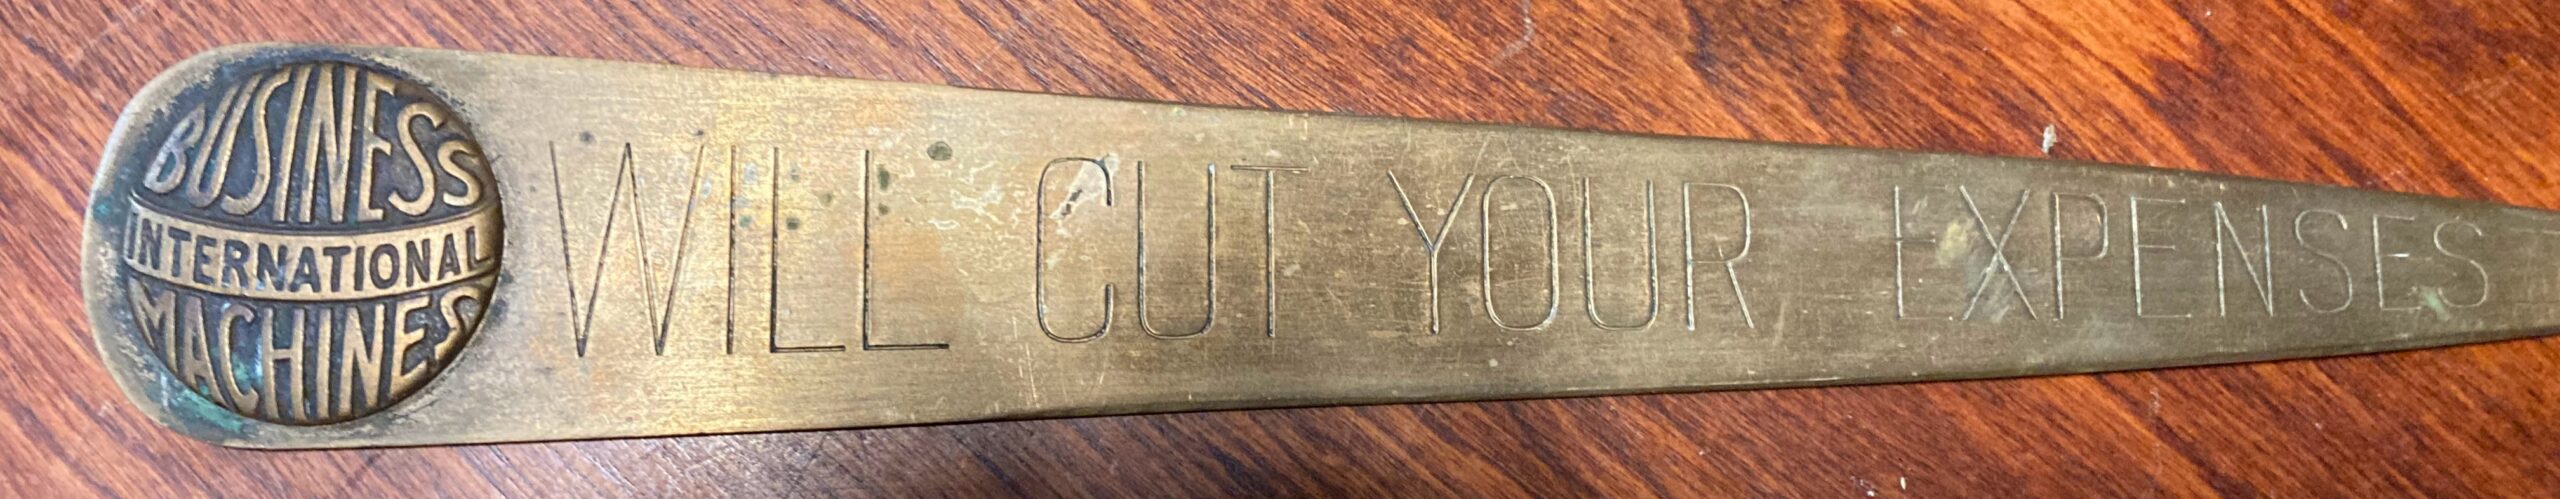 BUSINESS
INTERNATIONAL
MACHINES
WILL CUT YOUR EXPENSES